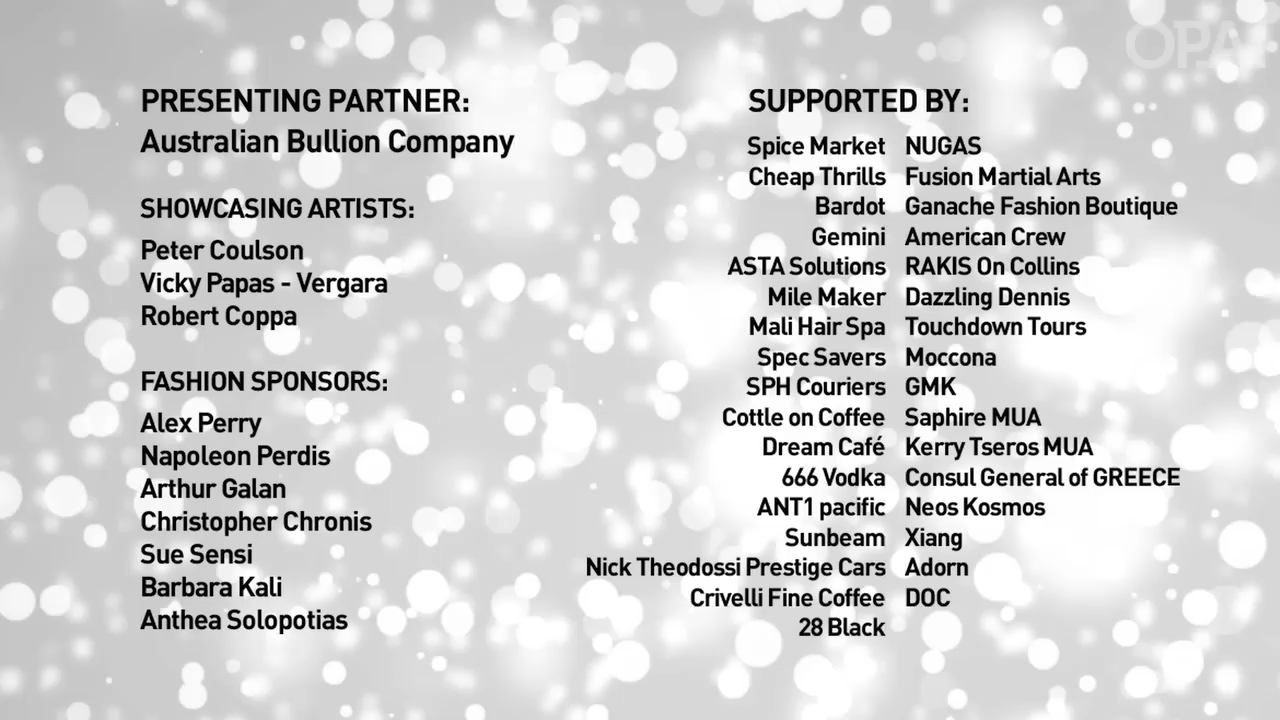 OPA!
PRESENTING PARTNER:
Australian Bullion Company
SHOWCASING ARTISTS:
Peter Coulson
Vicky Papas - Vergara
Robert Coppa
FASHION SPONSORS:
Alex Perry
Napoleon Perdis
Arthur Galan
Christopher Chronis
Sue Sensi
Barbara Kali
Anthea Solopotias
SUPPORTED BY:
Spice Market NUGAS
Cheap Thrills Fusion Martial Arts
Bardot Ganache Fashion Boutique
Gemini American Crew
ASTA Solutions RAKIS On Collins
Mile Maker Dazzling Dennis
Mali Hair Spa Touchdown Tours
Spec Savers Moccona
SPH Couriers GMK
Cottle on Coffee Saphire MUA
Dream Café Kerry Tseros MUA
666 Vodka Consul General of GREECE
ANT1 pacific Neos Kosmos
Sunbeam Xiang
Nick Theodossi Prestige Cars Adorn
Crivelli Fine Coffee DOC
28 Black